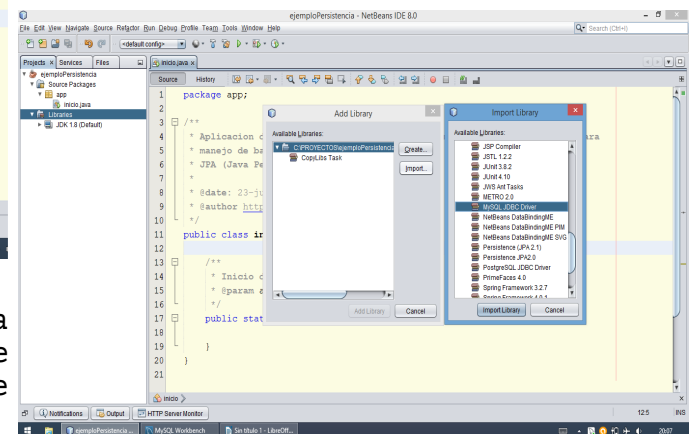 ejemploPersistencia - NetBeans IDE 8.0
File Edit View Navigate Source Refactor Run Debug Profile Team Tools Window Help
Search (Ctrl+I)
<default config>
Projects Services Files
inicio.java
ejemploPersistencia
Source Packages
app
inicio.java
Libraries
JDK 1.8 (Default)
Source History
1 package app;
2
3 /**
4 * Aplicacion ara
5 * manejo de ba
6 * JPA (Java Pe
7 *
8 * @date: 23-ju
9 * @author http
10 */
11 public class in
12
13 /**
14 * Inicio
15 * @param a
16 */
17 public stat
18
19 }
20 }
21
Add Library
Available Libraries:
C:\PROYECTOS\ejemploPersistencia
CopyLibs Task
Create...
Import...
Add Library Cancel
Import Library
Available Libraries:
JSP Compiler
JSTL 1.2.2
JUnit 3.8.2
JUnit 4.10
JWS Ant Tasks
METRO 2.0
MySQL JDBC Driver
NetBeans DataBindingME
NetBeans DataBindingME PIM
NetBeans DataBindingME SVG
Persistence (JPA 2.1)
Persistence JPA2.0
PostgreSQL JDBC Driver
PrimeFaces 4.0
Spring Framework 3.2.7
Spring Framework 4.0.1
Import Library Cancel
inicio
Notifications Output HTTP Server Monitor
12:5 INS
ejemploPersistencia ... MySQL Workbench Sin título 1 - LibreOff...
20:07
a
e
e